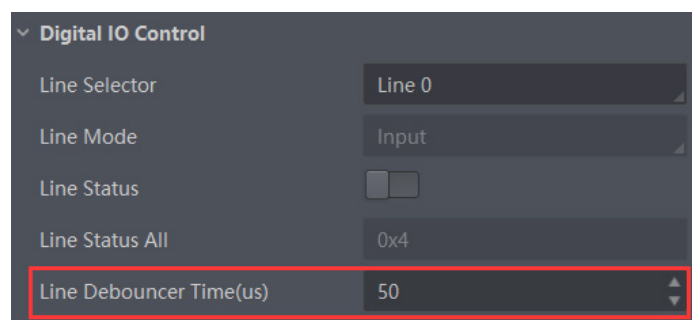 Digital IO Control
Line Selector Line 0
Line Mode Input
Line Status
Line Status All 0x4
Line Debouncer Time(us) 50